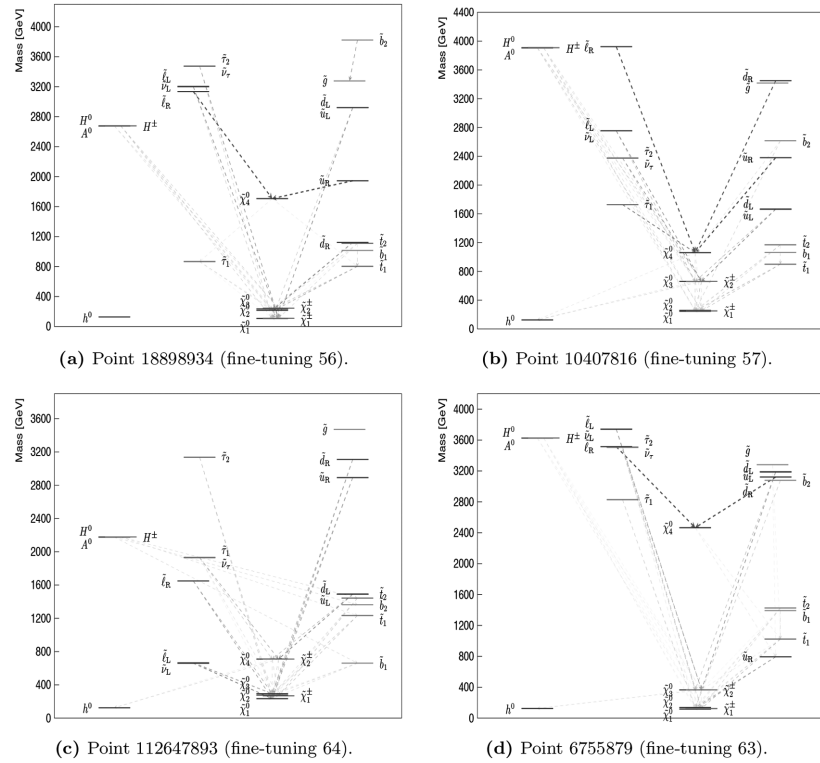 Mass [GeV]
4000
3600
3200
2800
2400
2000
1600
1200
800
400
0
H⁰
A⁰
H±
h⁰
ℓ̃L
ν̃L
ℓ̃R
τ̃2
ν̃τ
τ̃1
χ̃⁰4
χ̃⁰3
χ̃⁰2
χ̃⁰1
χ̃±2
χ̃±1
b̃2
g̃
d̃L
ũL
ũR
d̃R
t̃2
b̃1
t̃1
(a) Point 18898934 (fine-tuning 56).
Mass [GeV]
4400
4000
3600
3200
2800
2400
2000
1600
1200
800
400
0
H⁰
A⁰
H± ℓ̃R
h⁰
ℓ̃L
ν̃L
τ̃2
ν̃τ
τ̃1
χ̃⁰4
χ̃⁰3
χ̃⁰2
χ̃⁰1
χ̃±2
χ̃±1
d̃R
g̃
b̃2
ũR
d̃L
ũL
t̃2
b̃1
t̃1
(b) Point 10407816 (fine-tuning 57).
Mass [GeV]
3600
3200
2800
2400
2000
1600
1200
800
400
0
H⁰
A⁰
H±
h⁰
τ̃2
τ̃1
ν̃τ
ℓ̃R
ℓ̃L
ν̃L
χ̃⁰4
χ̃⁰3
χ̃⁰2
χ̃⁰1
χ̃±2
χ̃±1
g̃
d̃R
ũR
d̃L
ũL
t̃2
b̃2
t̃1
b̃1
(c) Point 112647893 (fine-tuning 64).
Mass [GeV]
4000
3600
3200
2800
2400
2000
1600
1200
800
400
0
H⁰
A⁰
H±
h⁰
ℓ̃L
ν̃L
ℓ̃R
τ̃2
ν̃τ
τ̃1
χ̃⁰4
χ̃⁰3
χ̃⁰2
χ̃⁰1
χ̃±2
χ̃±1
g̃
d̃L
ũL
d̃R
b̃2
t̃2
b̃1
t̃1
ũR
(d) Point 6755879 (fine-tuning 63).